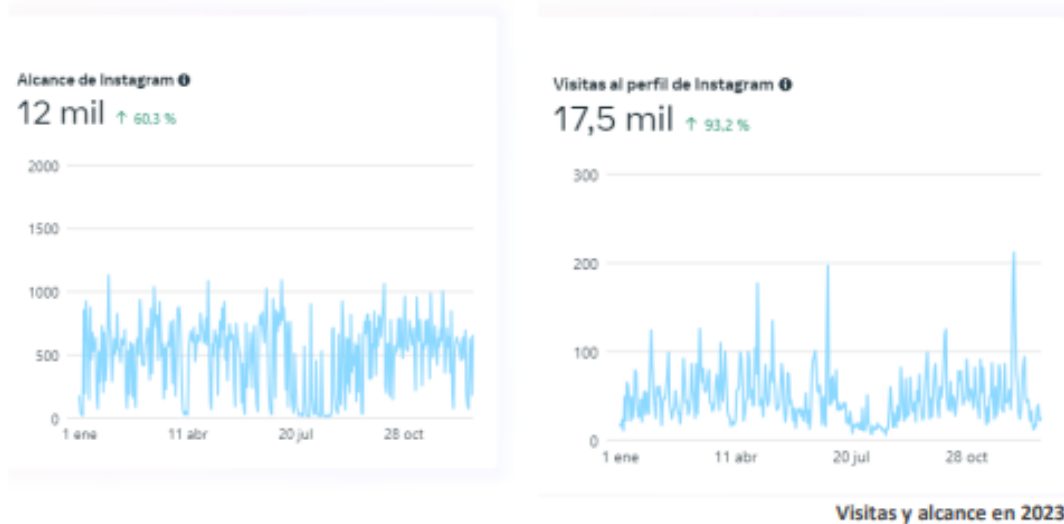 Alcance de Instagram
12 mil ↑ 60,3 %
2000
1500
1000
500
0
1 ene 11 abr 20 jul 28 oct
Visitas al perfil de Instagram
17,5 mil ↑ 93,2 %
300
200
100
0
1 ene 11 abr 20 jul 28 oct
Visitas y alcance en 2023